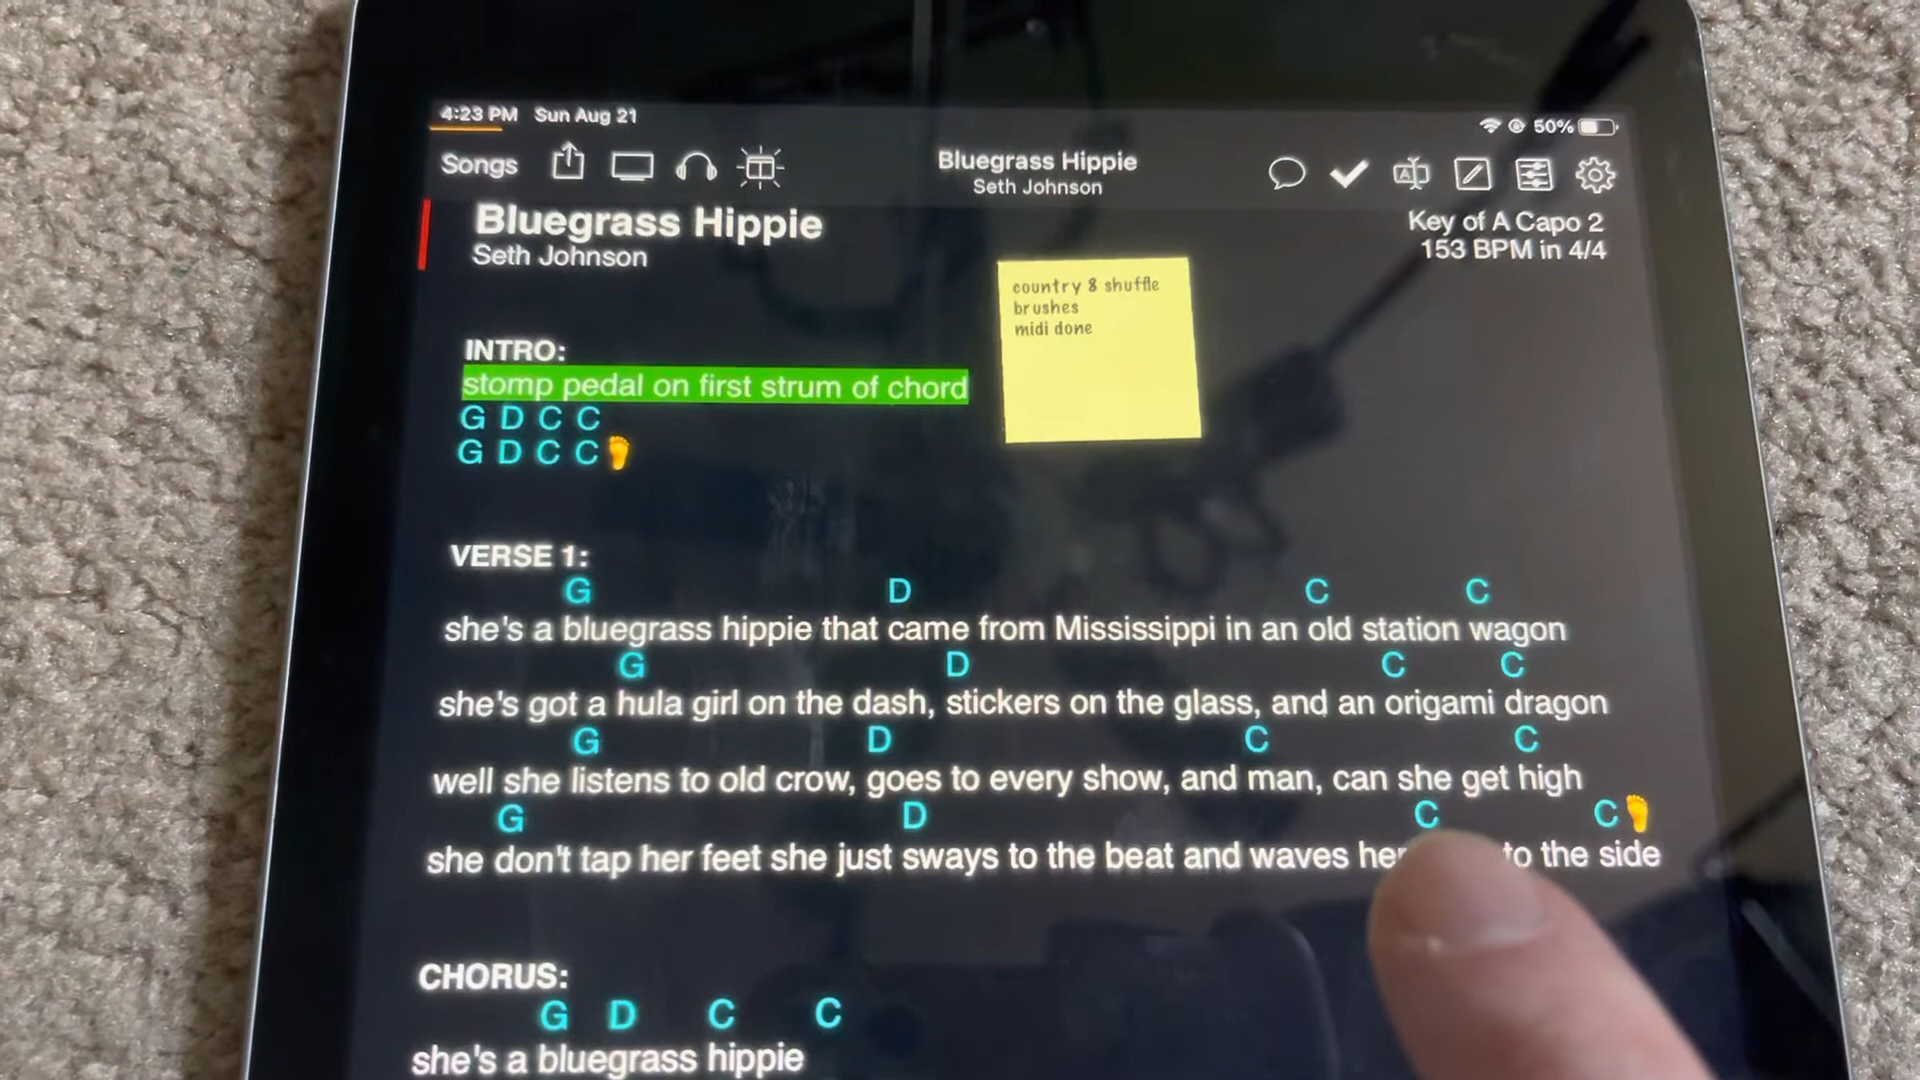 4:23 PM Sun Aug 21
50%
Songs
Bluegrass Hippie
Seth Johnson
Bluegrass Hippie
Seth Johnson
Key of A Capo 2
153 BPM in 4/4
country 8 shuffle
brushes
midi done
INTRO:
stomp pedal on first strum of chord
G D C C
G D C C
VERSE 1:
G D C C
she's a bluegrass hippie that came from Mississippi in an old station wagon
G D C C
she's got a hula girl on the dash, stickers on the glass, and an origami dragon
G D C C
well she listens to old crow, goes to every show, and man, can she get high
G D C C
she don't tap her feet she just sways to the beat and waves to the side
CHORUS:
G D C C
she's a bluegrass hippie